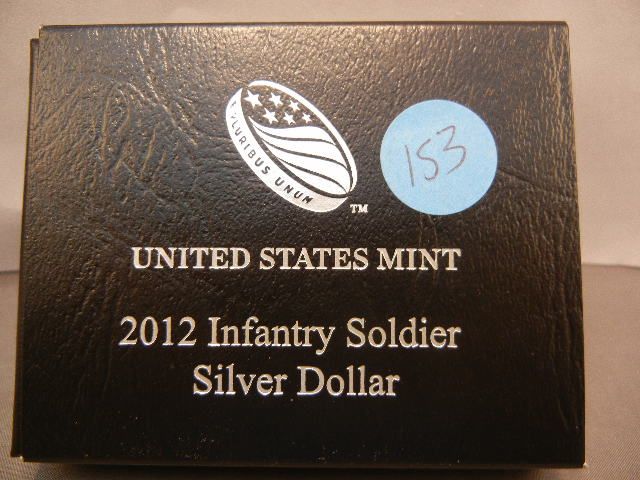 E PLURIBUS UNUM
TM
153
UNITED STATES MINT
2012 Infantry Soldier
Silver Dollar